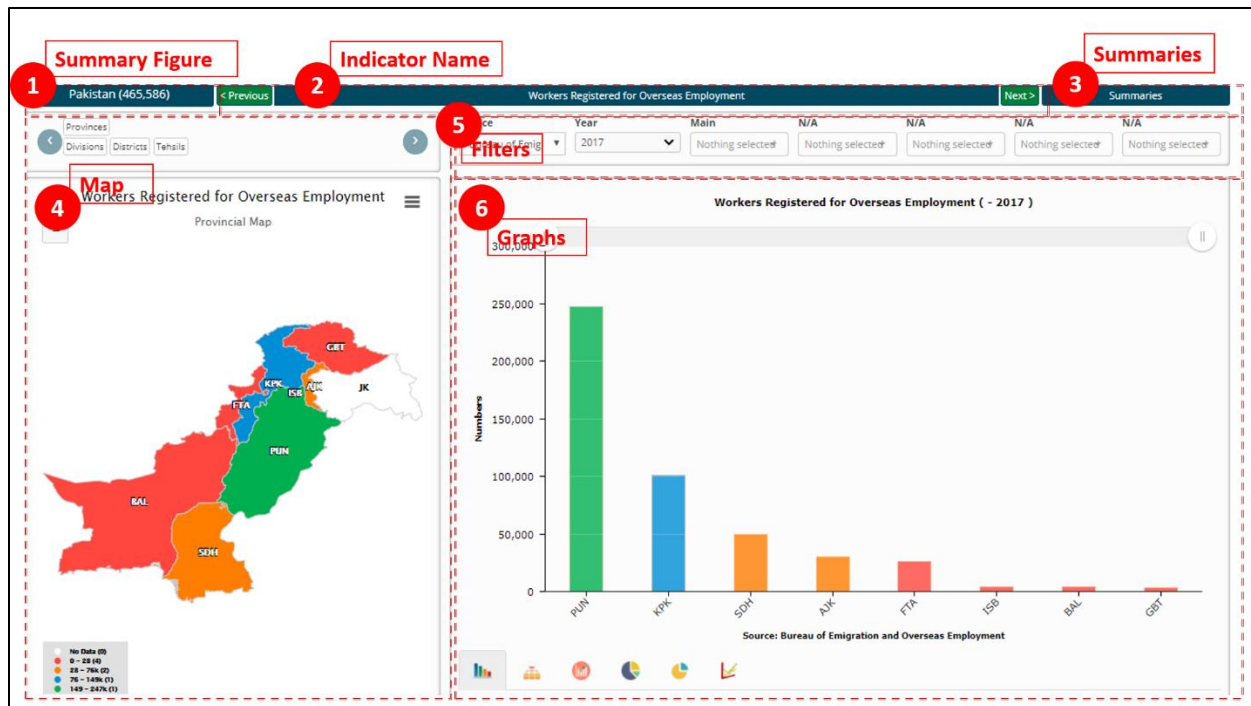 Summary Figure
Indicator Name
Summaries
1
2
3
Pakistan (465,586)
< Previous
Workers Registered for Overseas Employment
Next >
Summaries
Provinces
Divisions Districts Tehsils
5
Filters
Year
Main
N/A
N/A
N/A
N/A
2017
Nothing selected
Nothing selected
Nothing selected
Nothing selected
Nothing selected
Map
4
Workers Registered for Overseas Employment
Provincial Map
GBT
KPK
ISB
AJK
JK
FTA
PUN
BAL
SDH
No Data (0)
0 – 28 (4)
28 – 76k (2)
76 – 149k (1)
149 – 247k (1)
6
Graphs
Workers Registered for Overseas Employment ( - 2017 )
300,000
250,000
200,000
150,000
100,000
50,000
0
Numbers
PUN
KPK
SDH
AJK
FTA
ISB
BAL
GBT
Source: Bureau of Emigration and Overseas Employment